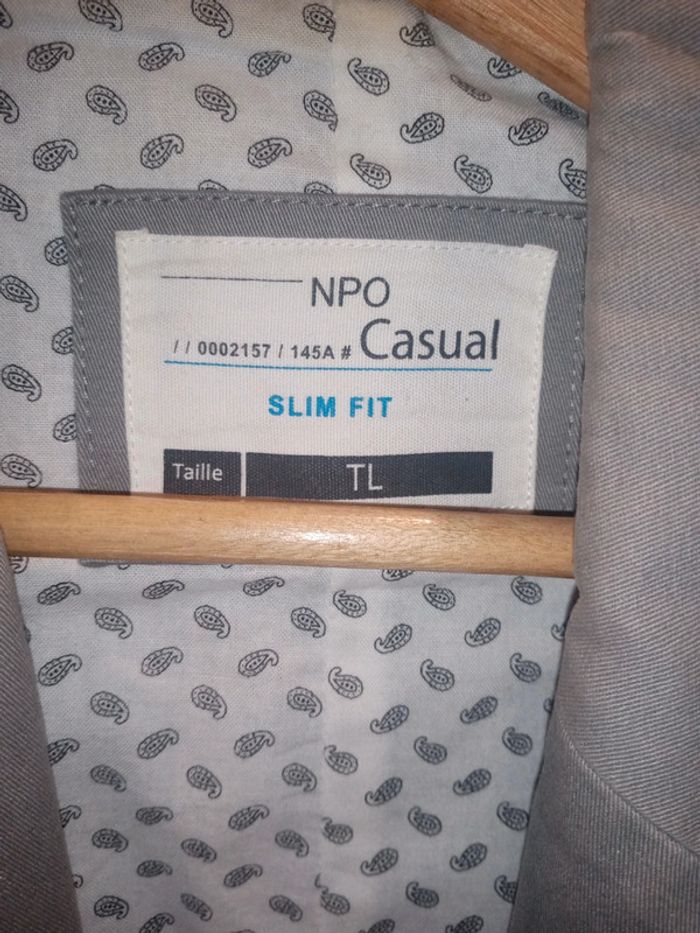 NPO
/ / 0002157 / 145A # Casual
SLIM FIT
Taille TL